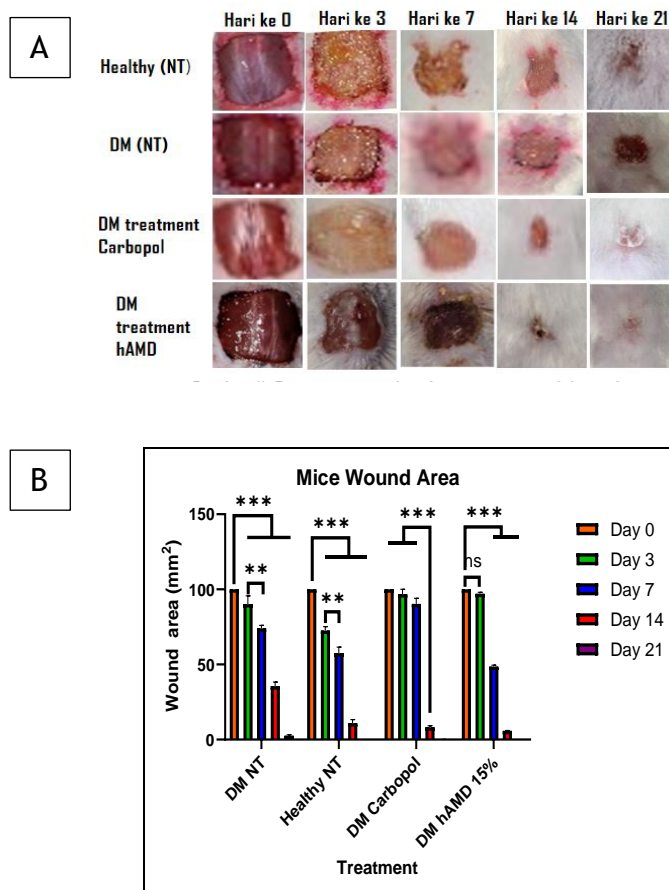 A
Hari ke 0 Hari ke 3 Hari ke 7 Hari ke 14 Hari ke 21
Healthy (NT)
DM (NT)
DM treatment
Carbopol
DM
treatment
hAMD
B
Mice Wound Area
Wound area (mm²)
150
100
50
0
***
**
***
**
***
***
ns
DM NT
Healthy NT
DM Carbopol
DM hAMD 15%
Treatment
Day 0
Day 3
Day 7
Day 14
Day 21